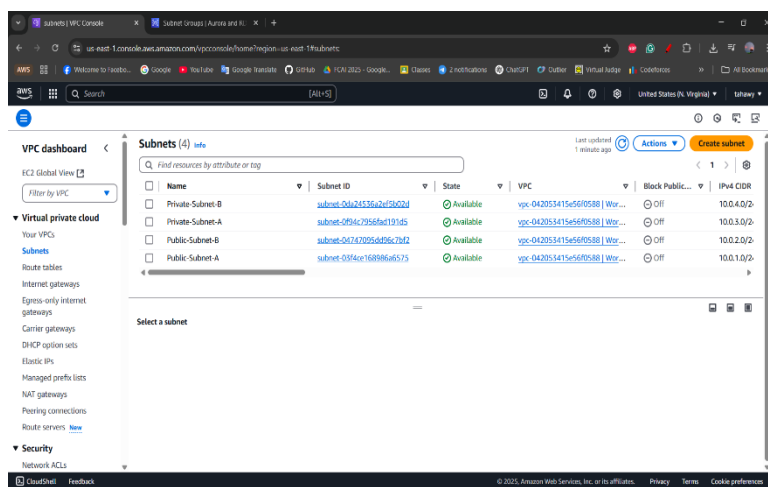 subnets | VPC Console
Subnet Groups | Aurora and R
us-east-1.console.aws.amazon.com/vpcconsole/home?region=us-east-1#subnets:
AWS
Welcome to Facebo...
Google
YouTube
Google Translate
GitHub
FCAI 2025 - Google...
Classes
2.notifications
ChatGPT
Outlier
Virtual Judge
Codeforces
»
All Bookmark
aws
Search
[Alt+S]
United States (N. Virginia)
tahawy
VPC dashboard
EC2 Global View
Filter by VPC
Virtual private cloud
Your VPCs
Subnets
Route tables
Internet gateways
Egress-only internet
gateways
Carrier gateways
DHCP option sets
Elastic IPs
Managed prefix lists
NAT gateways
Peering connections
Route servers New
Security
Network ACLs
Subnets (4) Info
Last updated
1 minute ago
Actions
Create subnet
Find resources by attribute or tag
1
Name Subnet ID State VPC Block Public... IPv4 CIDR
Private-Subnet-B subnet-0da24536a2ef5b02d Available vpc-042053415e56f0588 | Wor... Off 10.0.4.0/2
Private-Subnet-A subnet-0f94c7956fad191d5 Available vpc-042053415e56f0588 | Wor... Off 10.0.3.0/2
Public-Subnet-B subnet-04747095dd96c7bf2 Available vpc-042053415e56f0588 | Wor... Off 10.0.2.0/2
Public-Subnet-A subnet-03f4ce168986a6575 Available vpc-042053415e56f0588 | Wor... Off 10.0.1.0/2
Select a subnet
CloudShell Feedback
© 2025, Amazon Web Services, Inc. or its affiliates. Privacy Terms Cookie preferences